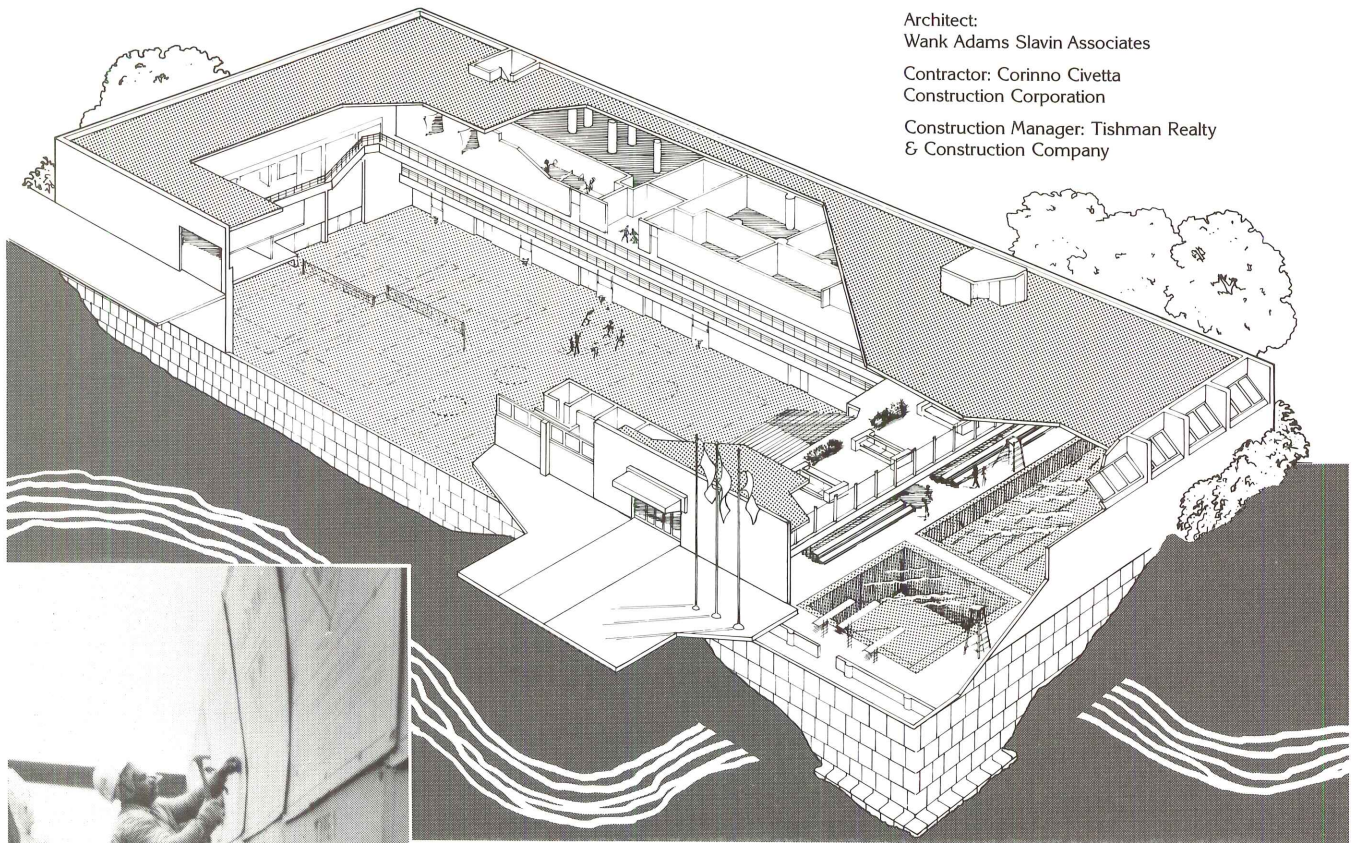 Architect:
Wank Adams Slavin Associates
Contractor: Corinno Civetta
Construction Corporation
Construction Manager: Tishman Realty
& Construction Company